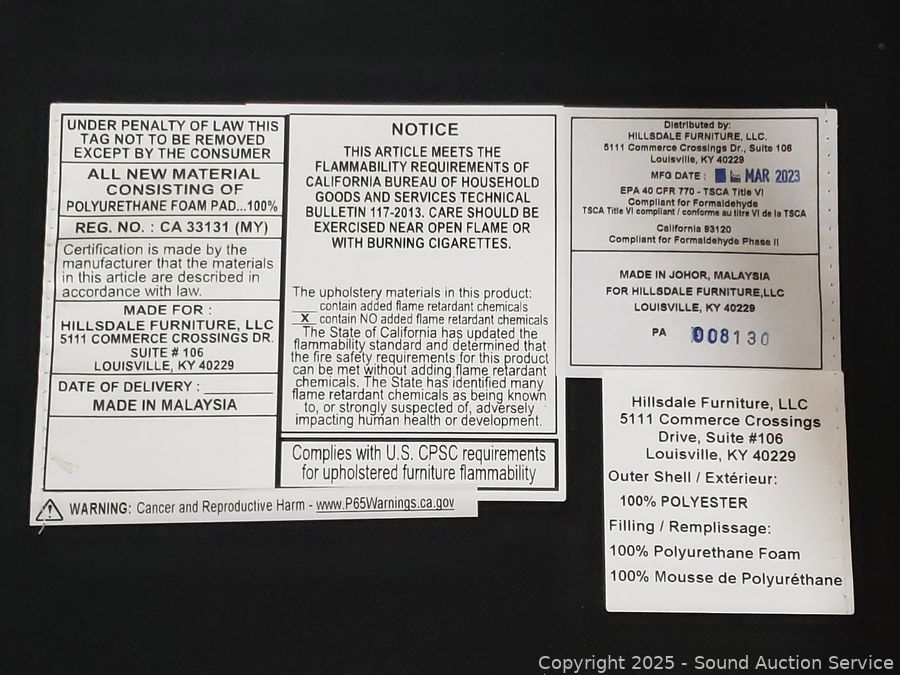 UNDER PENALTY OF LAW THIS
TAG NOT TO BE REMOVED
EXCEPT BY THE CONSUMER
ALL NEW MATERIAL
CONSISTING OF
POLYURETHANE FOAM PAD...100%
REG. NO. : CA 33131 (MY)
Certification is made by the
manufacturer that the materials
in this article are described in
accordance with law.
MADE FOR :
HILLSDALE FURNITURE, LLC
5111 COMMERCE CROSSINGS DR.
SUITE # 106
LOUISVILLE, KY 40229
DATE OF DELIVERY :
MADE IN MALAYSIA
NOTICE
THIS ARTICLE MEETS THE
FLAMMABILITY REQUIREMENTS OF
CALIFORNIA BUREAU OF HOUSEHOLD
GOODS AND SERVICES TECHNICAL
BULLETIN 117-2013. CARE SHOULD BE
EXERCISED NEAR OPEN FLAME OR
WITH BURNING CIGARETTES.
The upholstery materials in this product:
contain added flame retardant chemicals
X contain NO added flame retardant chemicals
The State of California has updated the
flammability standard and determined that
the fire safety requirements for this product
can be met without adding flame retardant
chemicals. The State has identified many
flame retardant chemicals as being known
to, or strongly suspected of, adversely
impacting human health or development.
Complies with U.S. CPSC requirements
for upholstered furniture flammability
WARNING: Cancer and Reproductive Harm - www.P65Warnings.ca.gov
Distributed by:
HILLSDALE FURNITURE, LLC.
5111 Commerce Crossings Dr., Suite 106
Louisville, KY 40229
MFG DATE : MAR 2023
EPA 40 CFR 770 - TSCA Title VI
Compliant for Formaldehyde
TSCA Title VI compliant / conforme au titre VI de la TSCA
California 93120
Compliant for Formaldehyde Phase II
MADE IN JOHOR, MALAYSIA
FOR HILLSDALE FURNITURE,LLC
LOUISVILLE, KY 40229
PA 008130
Hillsdale Furniture, LLC
5111 Commerce Crossings
Drive, Suite #106
Louisville, KY 40229
Outer Shell / Extérieur:
100% POLYESTER
Filling / Remplissage:
100% Polyurethane Foam
100% Mousse de Polyuréthane
Copyright 2025 - Sound Auction Service